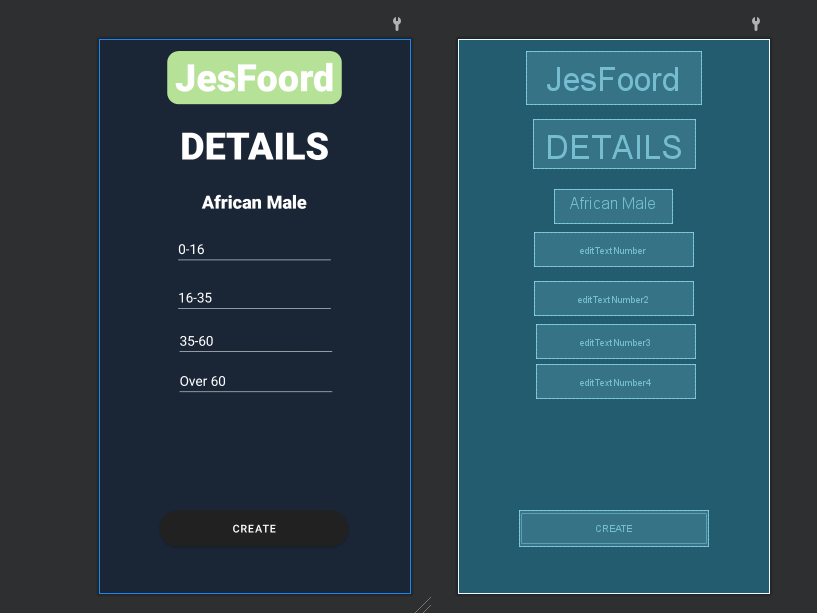 JesFoord
DETAILS
African Male
0-16
16-35
35-60
Over 60
CREATE
JesFoord
DETAILS
African Male
editTextNumber
editTextNumber2
editTextNumber3
editTextNumber4
CREATE